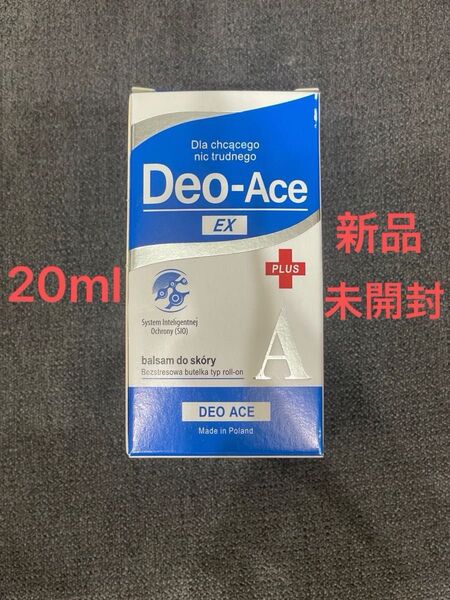 Dla chcącego
nic trudnego
Deo-Ace
EX
PLUS
20ml
新品
未開封
System Inteligentnej
Ochrony (SIO)
balsam do skóry
Bezstresowa butelka typ roll-on
A
DEO ACE
Made in Poland